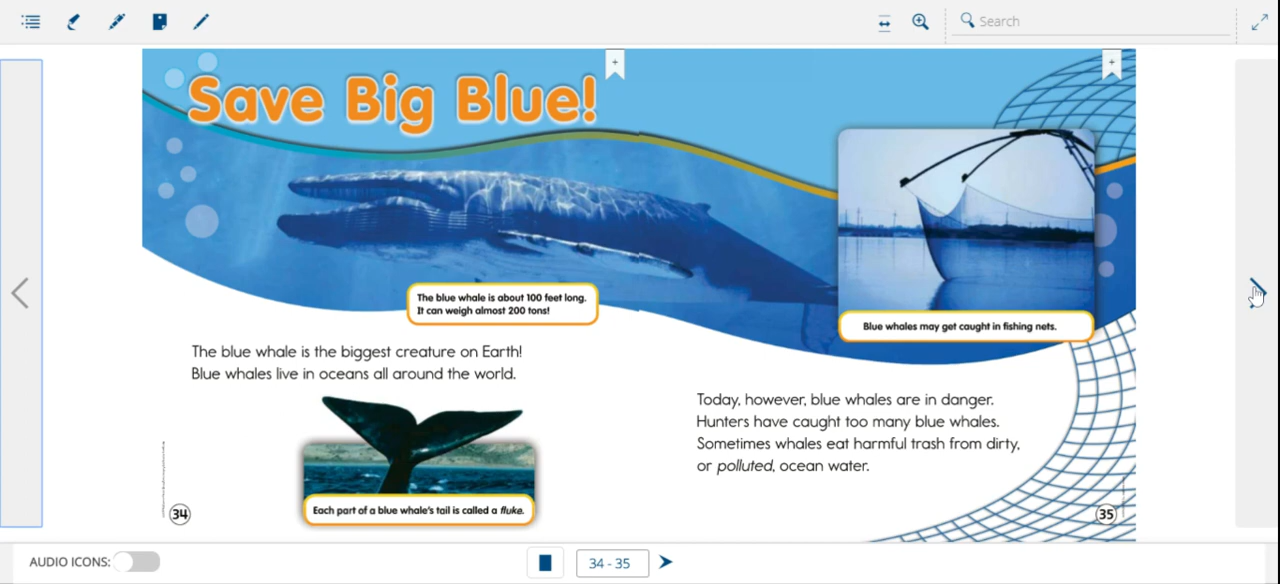 Search
Save Big Blue!
The blue whale is about 100 feet long.
It can weigh almost 200 tons!
Blue whales may get caught in fishing nets.
The blue whale is the biggest creature on Earth!
Blue whales live in oceans all around the world.
Each part of a blue whale's tail is called a fluke.
34
Today, however, blue whales are in danger.
Hunters have caught too many blue whales.
Sometimes whales eat harmful trash from dirty,
or polluted, ocean water.
35
AUDIO ICONS:
34 - 35